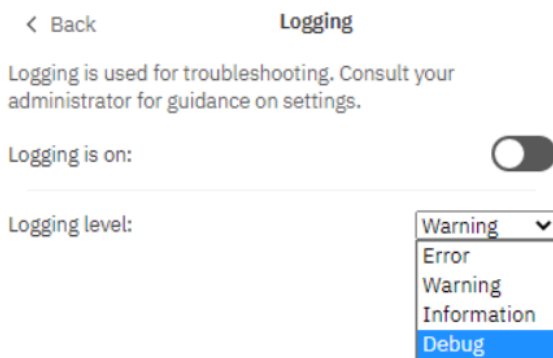 Back
Logging
Logging is used for troubleshooting. Consult your
administrator for guidance on settings.
Logging is on:
Logging level:
Warning
Error
Warning
Information
Debug